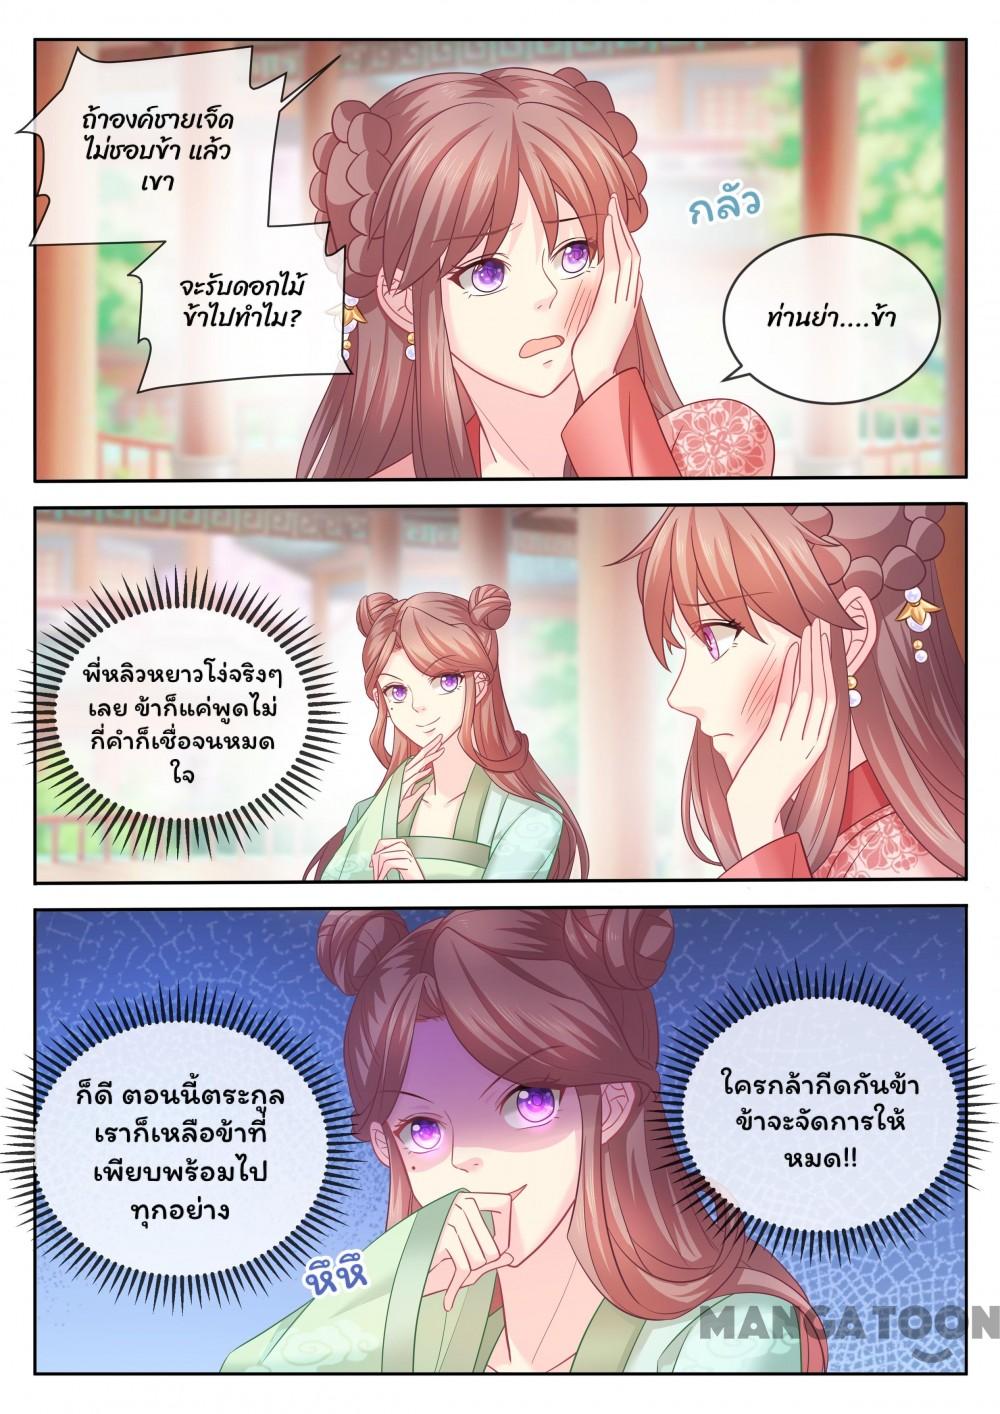 ถ้าองค์ชายเจ็ด
ไม่ชอบข้า แล้ว
เขา
จะรับดอกไม้
ข้าไปทำไม?
กลัว
ท่านย่า....ข้า
พี่หลิวหยาวโง่จริงๆ
เลย ข้าก็แค่พูดไม่
กี่คำก็เชื่อจนหมด
ใจ
ก็ดี ตอนนี้ตระกูล
เราก็เหลือข้าที่
เพียบพร้อมไป
ทุกอย่าง
ใครกล้ากีดกันข้า
ข้าจะจัดการให้
หมด!!
หึหึ
MANGATOON